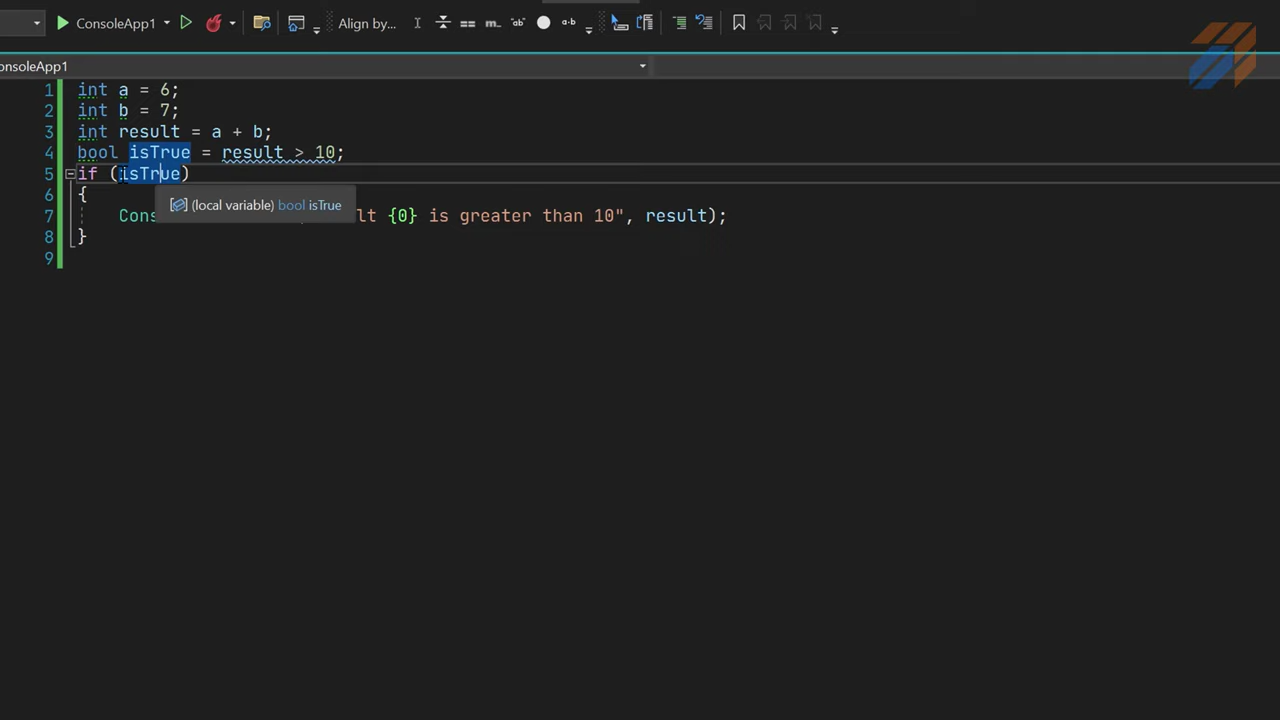 ConsoleApp1
Align by...
onsoleApp1
1 int a = 6;
2 int b = 7;
3 int result = a + b;
4 bool isTrue = result > 10;
5 if (isTrue)
6 {
(local variable) bool isTrue
7 Cons lt {0} is greater than 10", result);
8 }
9